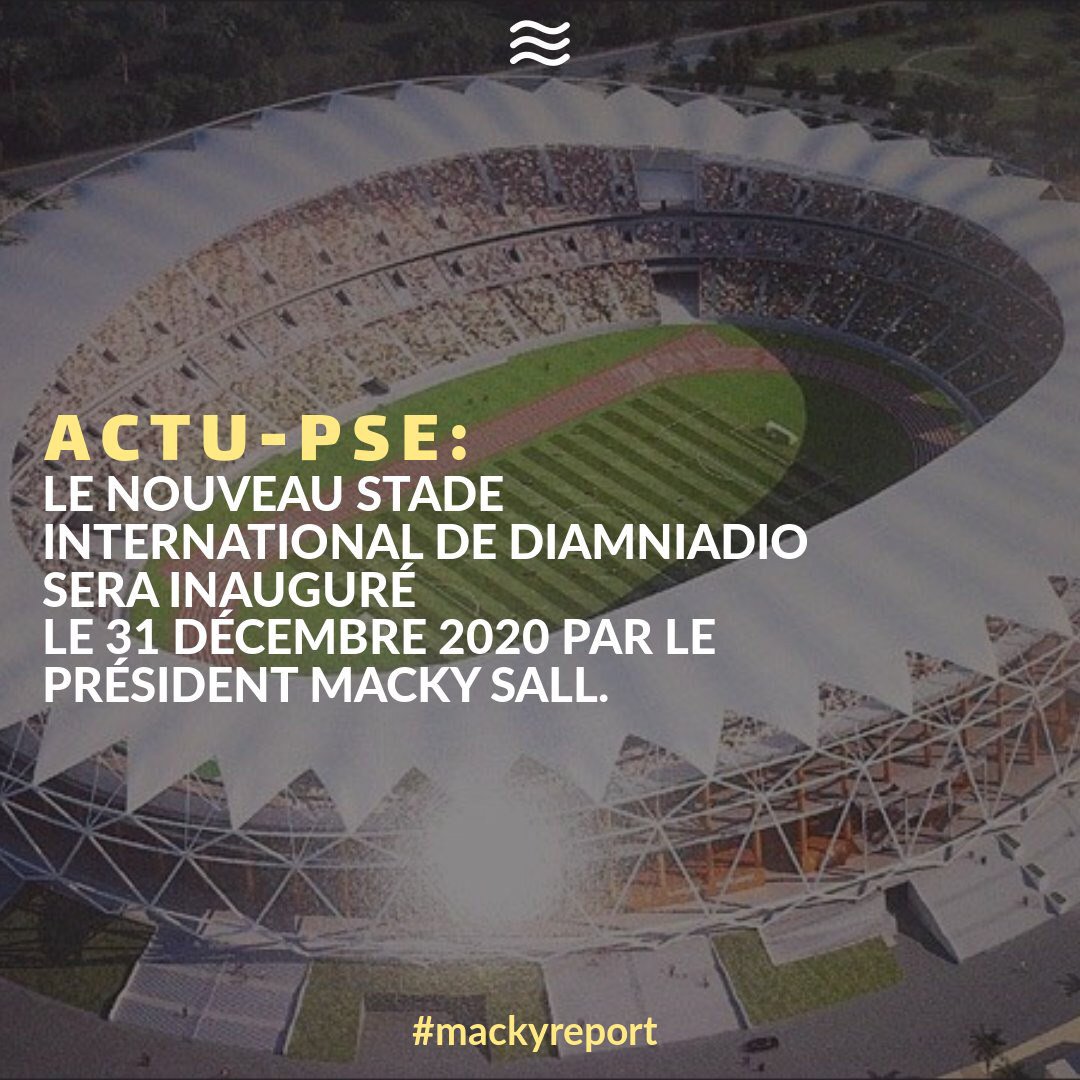 ACTU-PSE:
LE NOUVEAU STADE
INTERNATIONAL DE DIAMNIADIO
SERA INAUGURÉ
LE 31 DÉCEMBRE 2020 PAR LE
PRÉSIDENT MACKY SALL.
#mackyreport